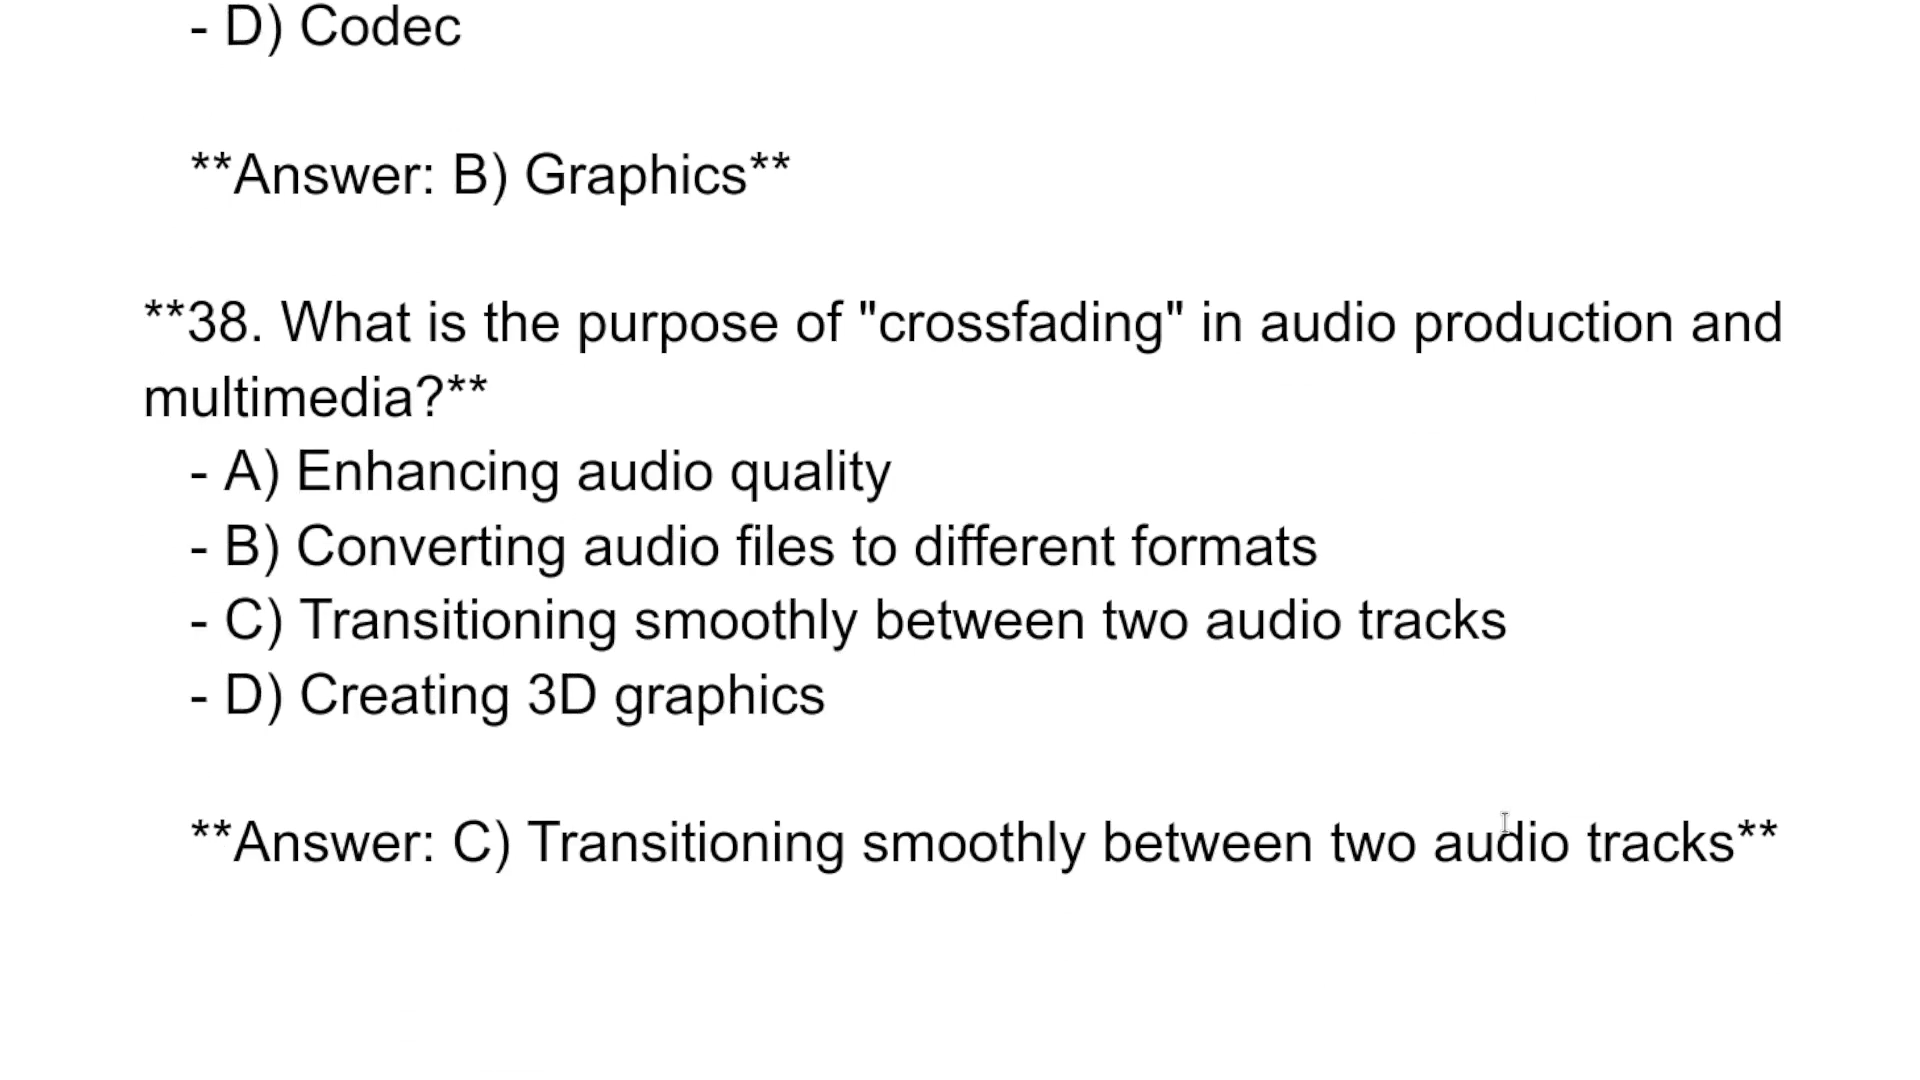 - D) Codec
**Answer: B) Graphics**
**38. What is the purpose of "crossfading" in audio production and
multimedia?**
- A) Enhancing audio quality
- B) Converting audio files to different formats
- C) Transitioning smoothly between two audio tracks
- D) Creating 3D graphics
**Answer: C) Transitioning smoothly between two audio tracks**